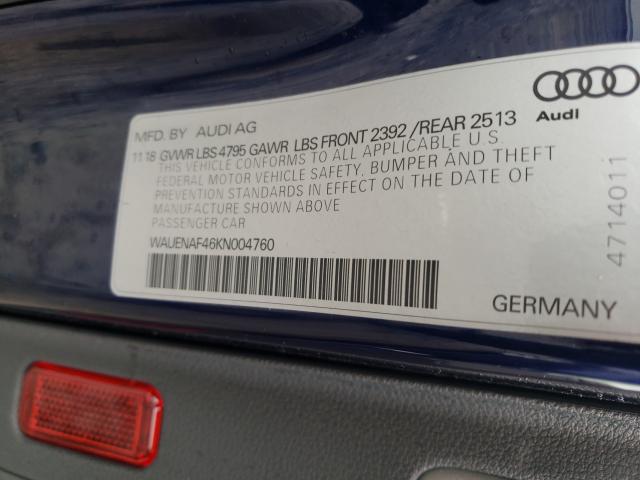 MFD. BY AUDI AG
11 18 GVWR LBS 4795 GAWR LBS FRONT 2392 / REAR 2513
THIS VEHICLE CONFORMS TO ALL APPLICABLE U.S
FEDERAL MOTOR VEHICLE SAFETY, BUMPER AND THEFT
PREVENTION STANDARDS IN EFFECT ON THE DATE OF
MANUFACTURE SHOWN ABOVE
PASSENGER CAR
WAUENAF46KN004760
Audi
4714011
GERMANY